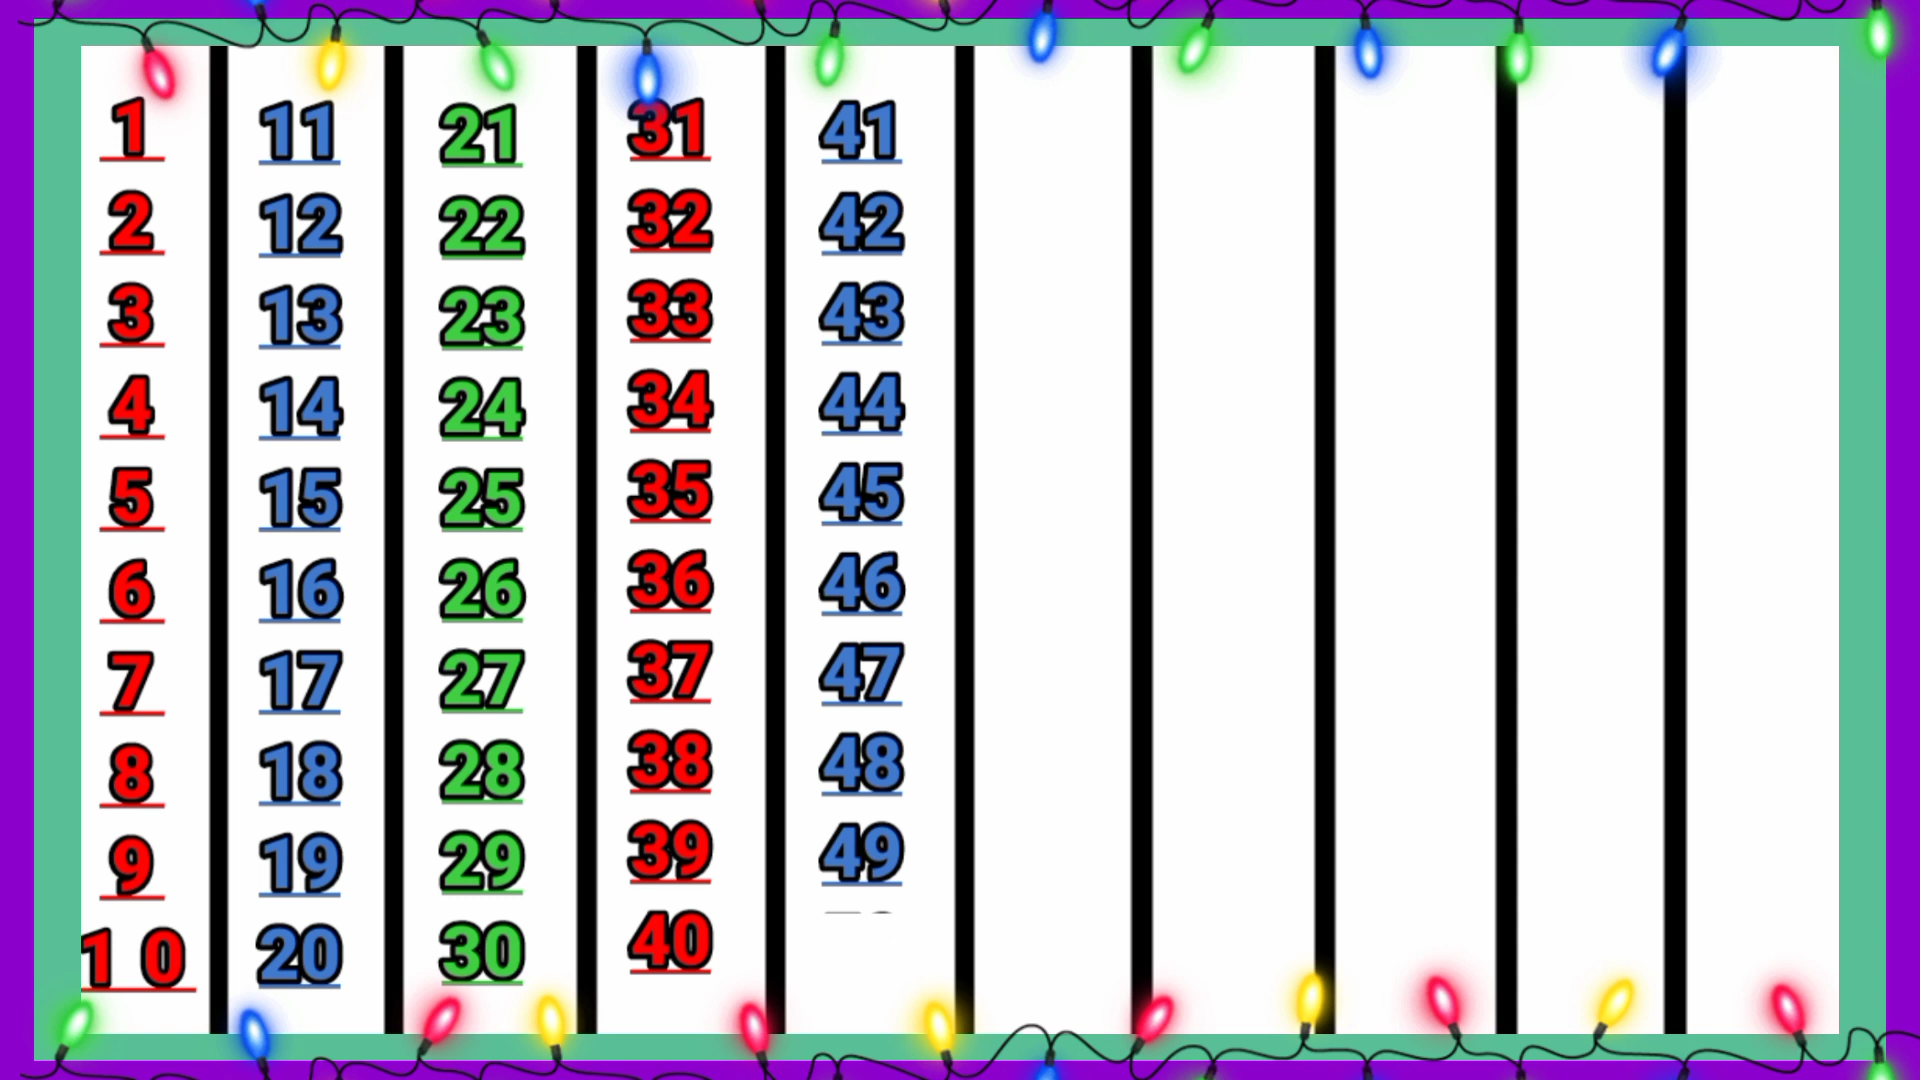 1 11 21 31 41
2 12 22 32 42
3 13 23 33 43
4 14 24 34 44
5 15 25 35 45
6 16 26 36 46
7 17 27 37 47
8 18 28 38 48
9 19 29 39 49
1 0 20 30 40